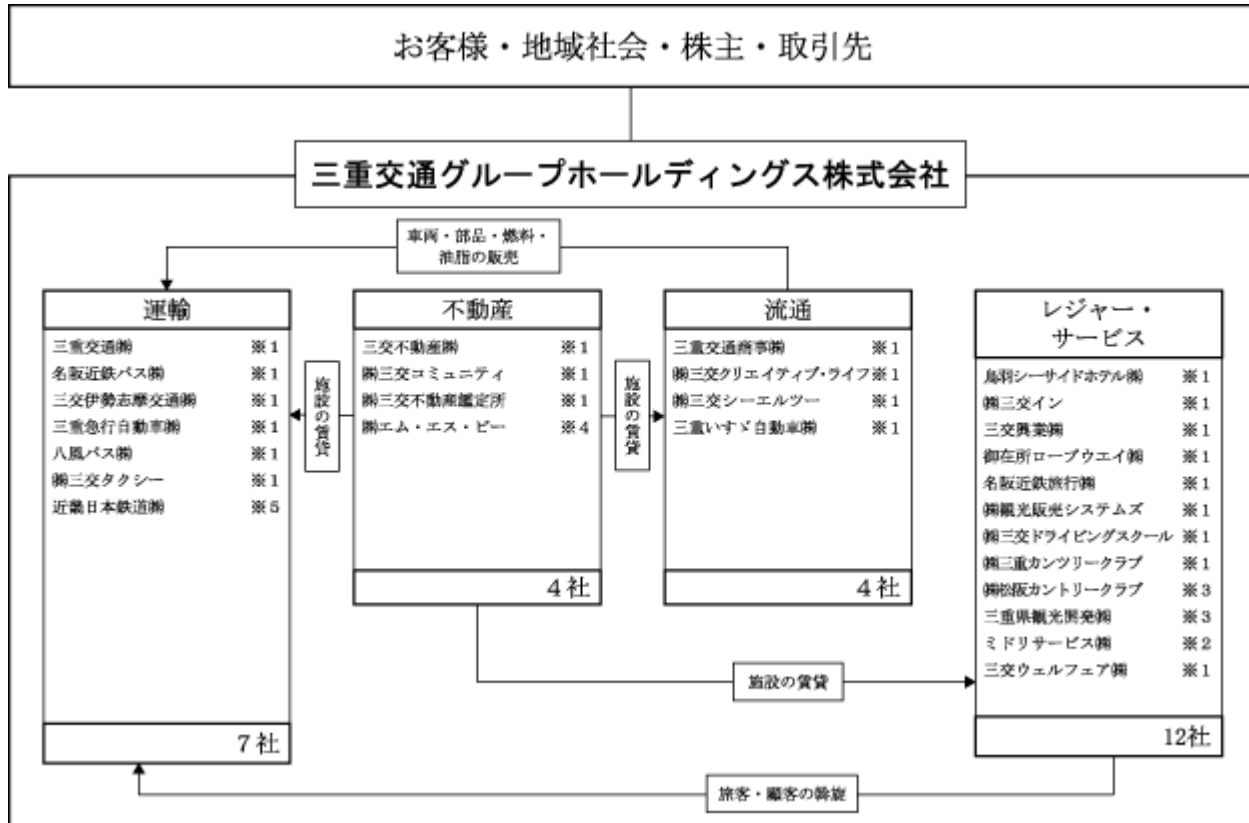 お客様・地域社会・株主・取引先
三重交通グループホールディングス株式会社
車両・部品・燃料・
油脂の販売
運輸
三重交通㈱ ※1
名阪近鉄バス㈱ ※1
三交伊勢志摩交通㈱ ※1
三重急行自動車㈱ ※1
八風バス㈱ ※1
㈱三交タクシー ※1
近畿日本鉄道㈱ ※5
7社
施設の賃貸
不動産
三交不動産㈱ ※1
㈱三交コミュニティ ※1
㈱三交不動産鑑定所 ※1
㈱エム・エス・ピー ※4
4社
施設の賃貸
流通
三重交通商事㈱ ※1
㈱三交クリエイティブ・ライフ※1
㈱三交シーエルツー ※1
三重いすゞ自動車㈱ ※1
4社
レジャー・
サービス
鳥羽シーサイドホテル㈱ ※1
㈱三交イン ※1
三交興業㈱ ※1
御在所ロープウエイ㈱ ※1
名阪近鉄旅行㈱ ※1
㈱観光販売システムズ ※1
㈱三交ドライビングスクール ※1
㈱三重カンツリークラブ ※1
㈱松阪カントリークラブ ※3
三重県観光開発㈱ ※3
ミドリサービス㈱ ※2
三交ウェルフェア㈱ ※1
12社
施設の賃貸
旅客・顧客の斡旋